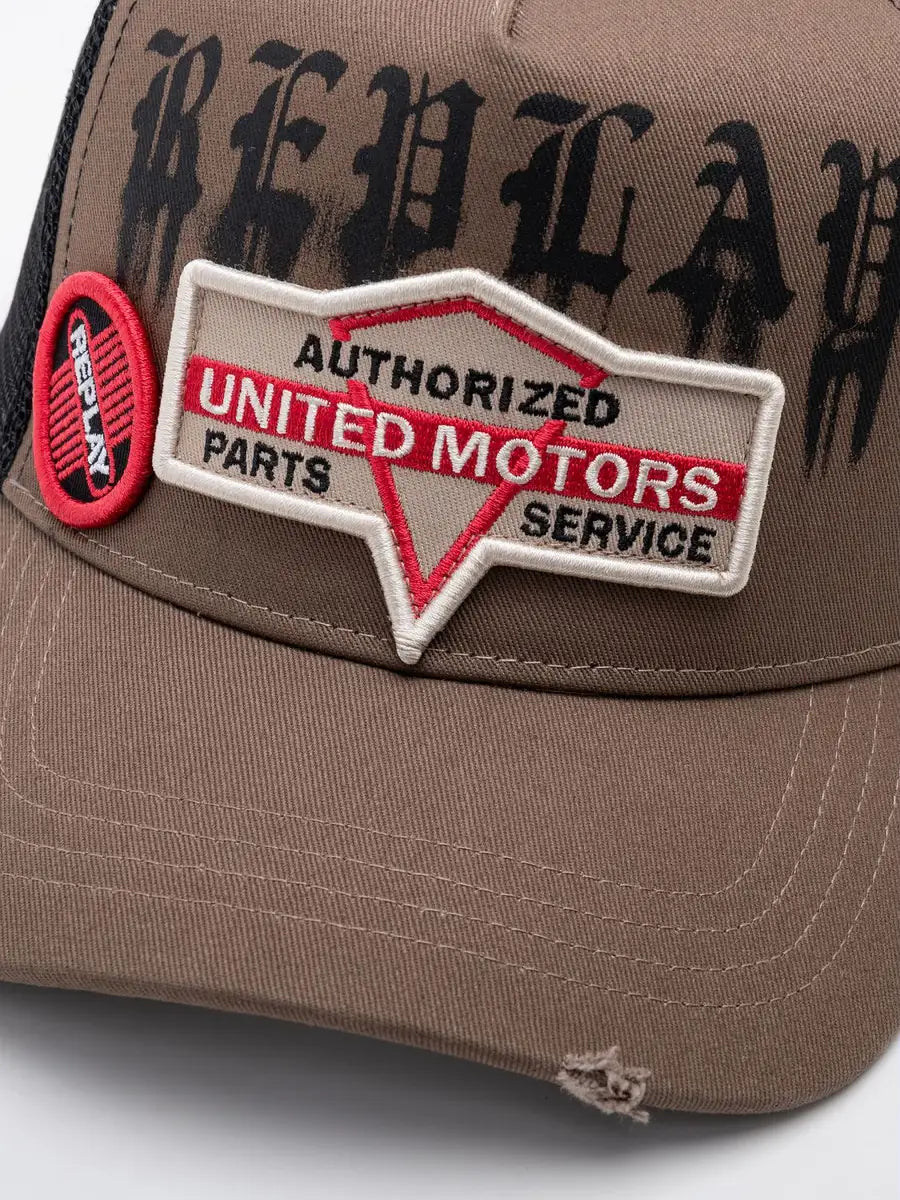 REPLAY
REPLAY
AUTHORIZED
UNITED MOTORS
PARTS
SERVICE